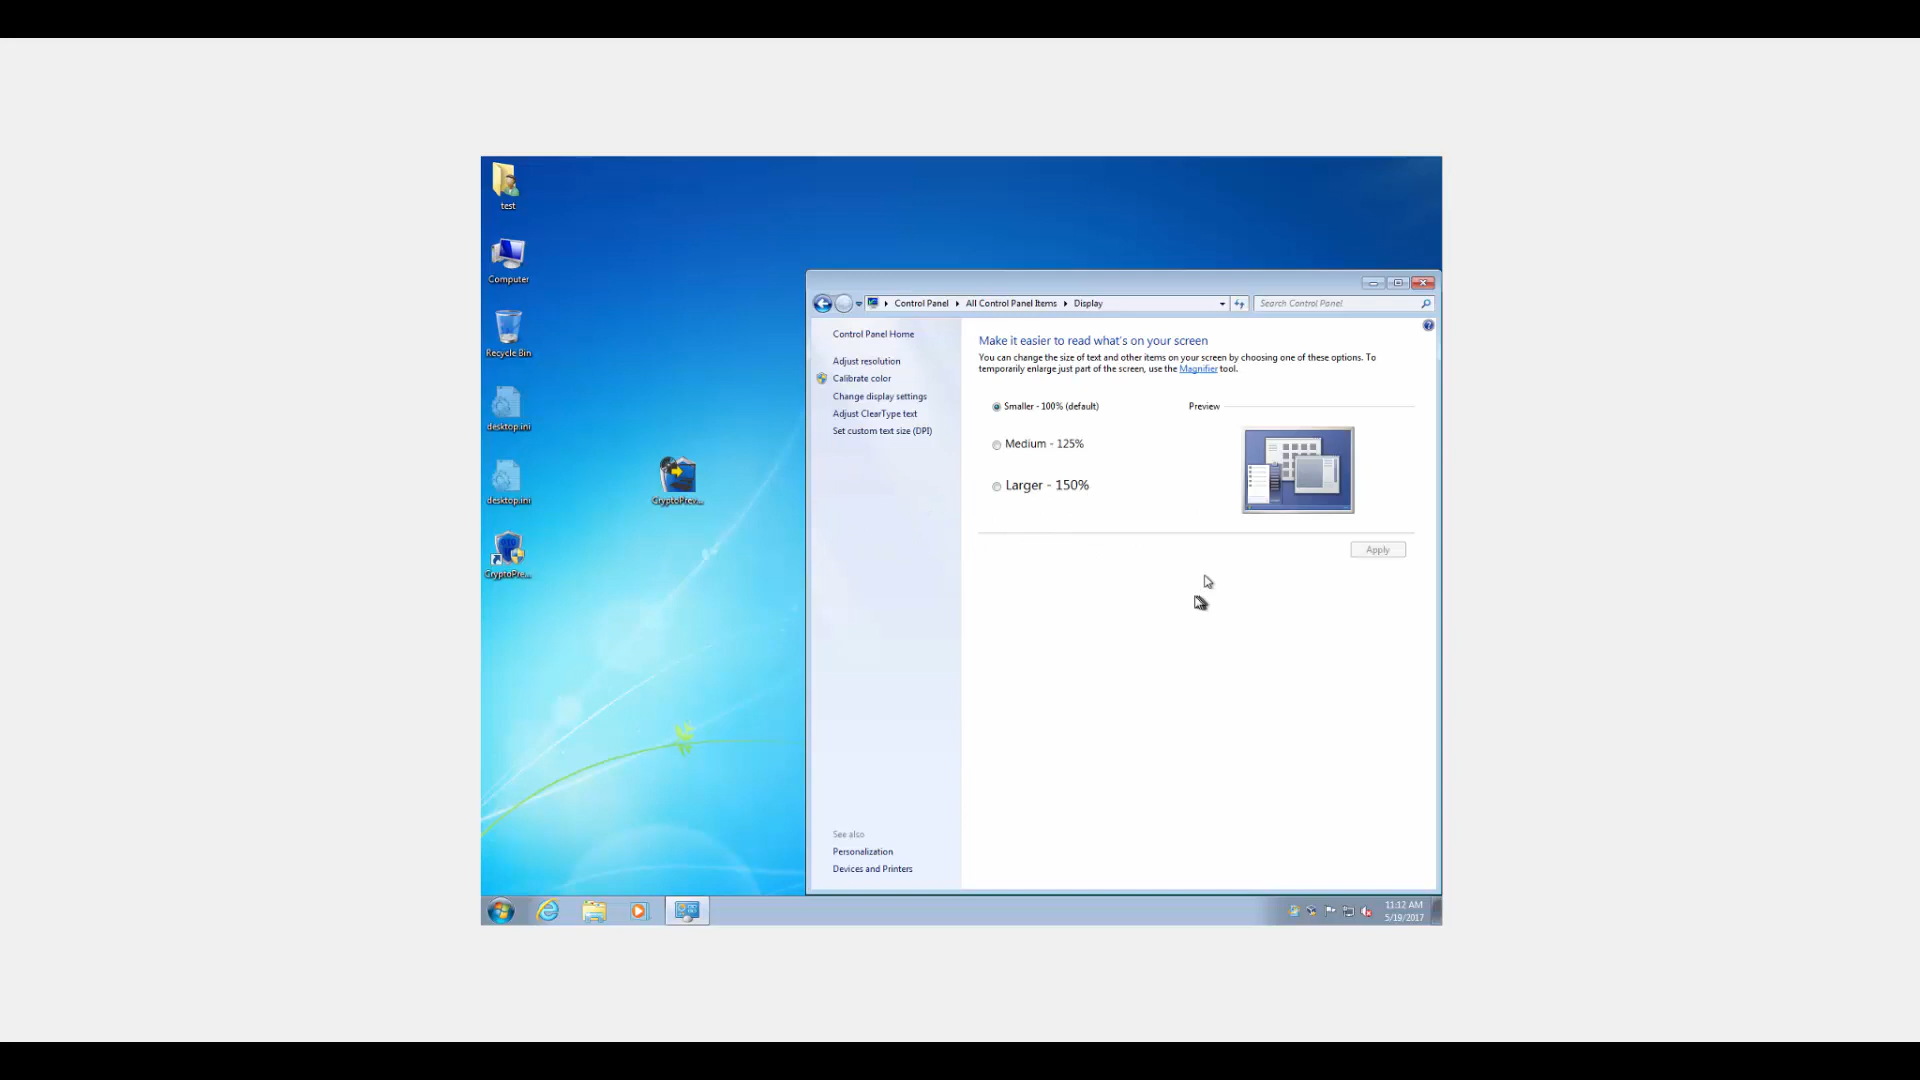 test
Computer
Recycle Bin
desktop.ini
desktop.ini
CryptoPre...
CryptoPrev...
Control Panel
All Control Panel Items
Display
Search Control Panel
Control Panel Home
Adjust resolution
Calibrate color
Change display settings
Adjust ClearType text
Set custom text size (DPI)
See also
Personalization
Devices and Printers
Make it easier to read what's on your screen
You can change the size of text and other items on your screen by choosing one of these options. To
temporarily enlarge just part of the screen, use the Magnifier tool.
Smaller - 100% (default)
Preview
Medium - 125%
Larger - 150%
Apply
11:12 AM
5/19/2017